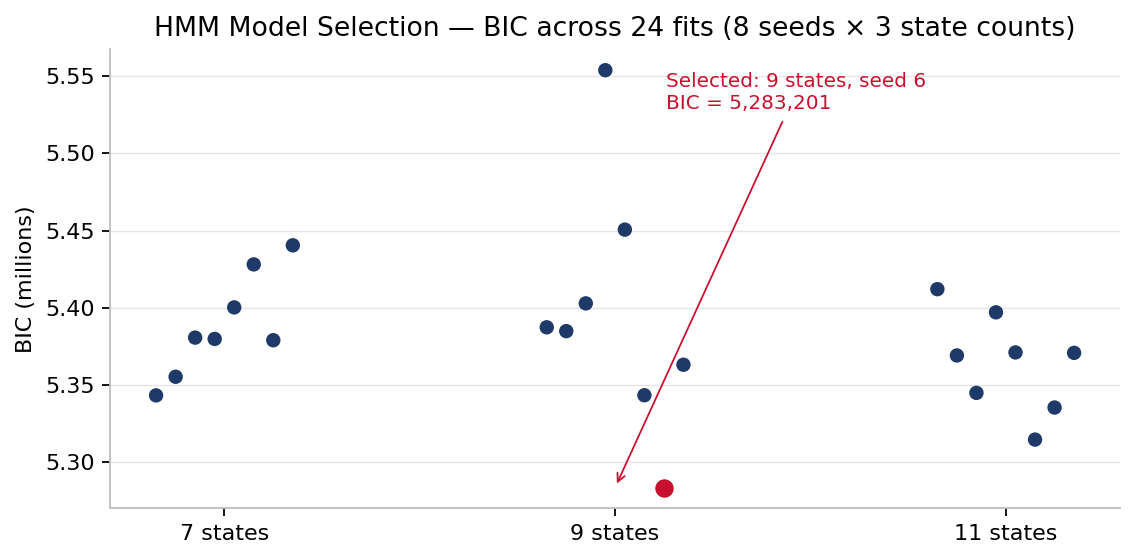 HMM Model Selection — BIC across 24 fits (8 seeds × 3 state counts)
Selected: 9 states, seed 6
BIC = 5,283,201
BIC (millions)
5.55
5.50
5.45
5.40
5.35
5.30
7 states
9 states
11 states